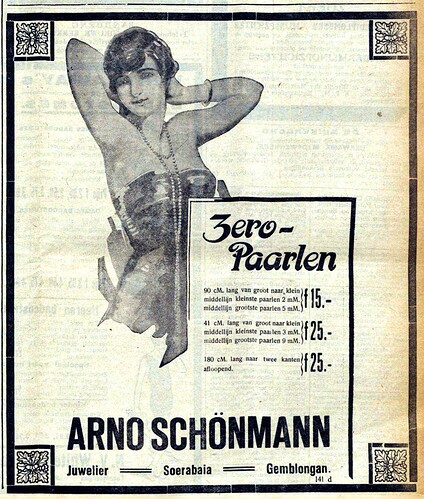 Zero-
Paarlen
90 cM. lang van groot naar klein
middellijn kleinste paarlen 2 mM.
middellijn grootste paarlen 5 mM.
f 15.-
41 cM. lang van groot naar klein
middellijn kleinste paarlen 3 mM.
middellijn grootste paarlen 9 mM.
f 25.-
180 cM. lang naar twee kanten
afloopend.
f 25.-
ARNO SCHÖNMANN
Juwelier — Soerabaia — Gemblongan.
141 d